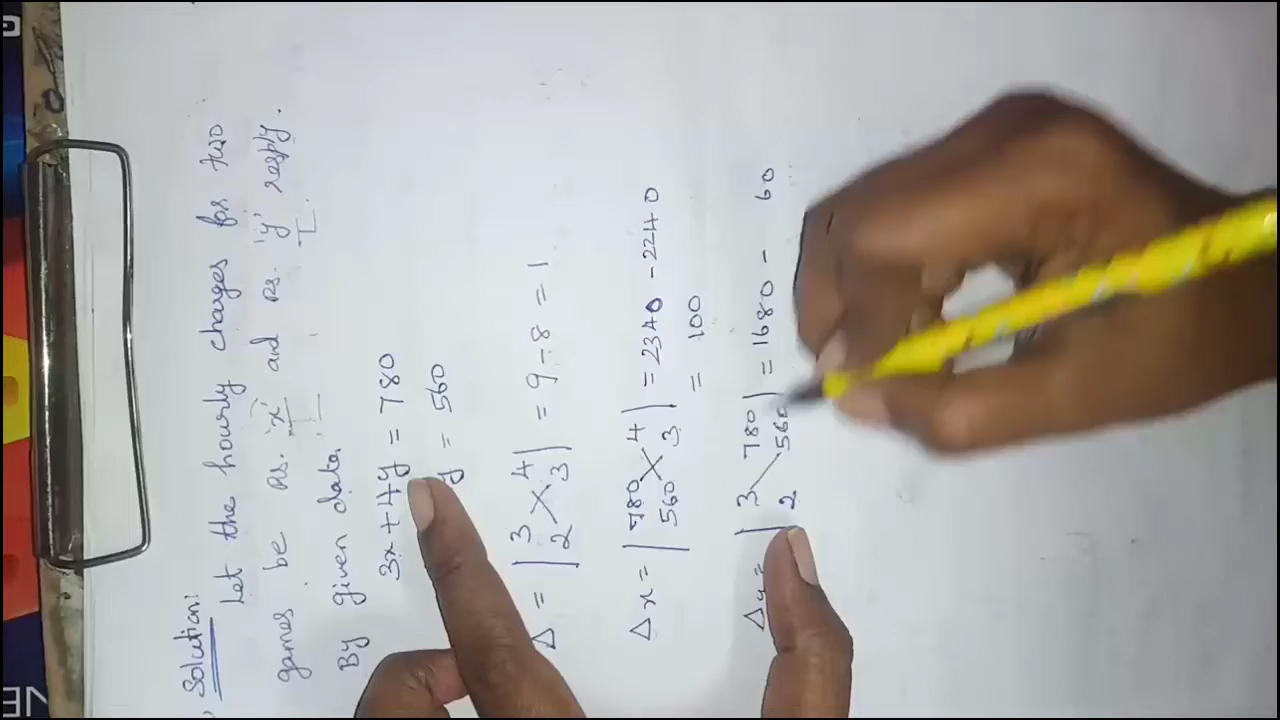 Solution:
Let the hourly charges for two
games be Rs. 'x' and Rs. 'y' resply.
By given data
3x + 4y = 780
y = 560
Δ = | 3 4 | = 9 - 8 = 1
2 3
Δx = | 780 4 | = 2340 - 2240
560 3
= 100
Δy = | 3 780 | = 1680 - 60
2 560